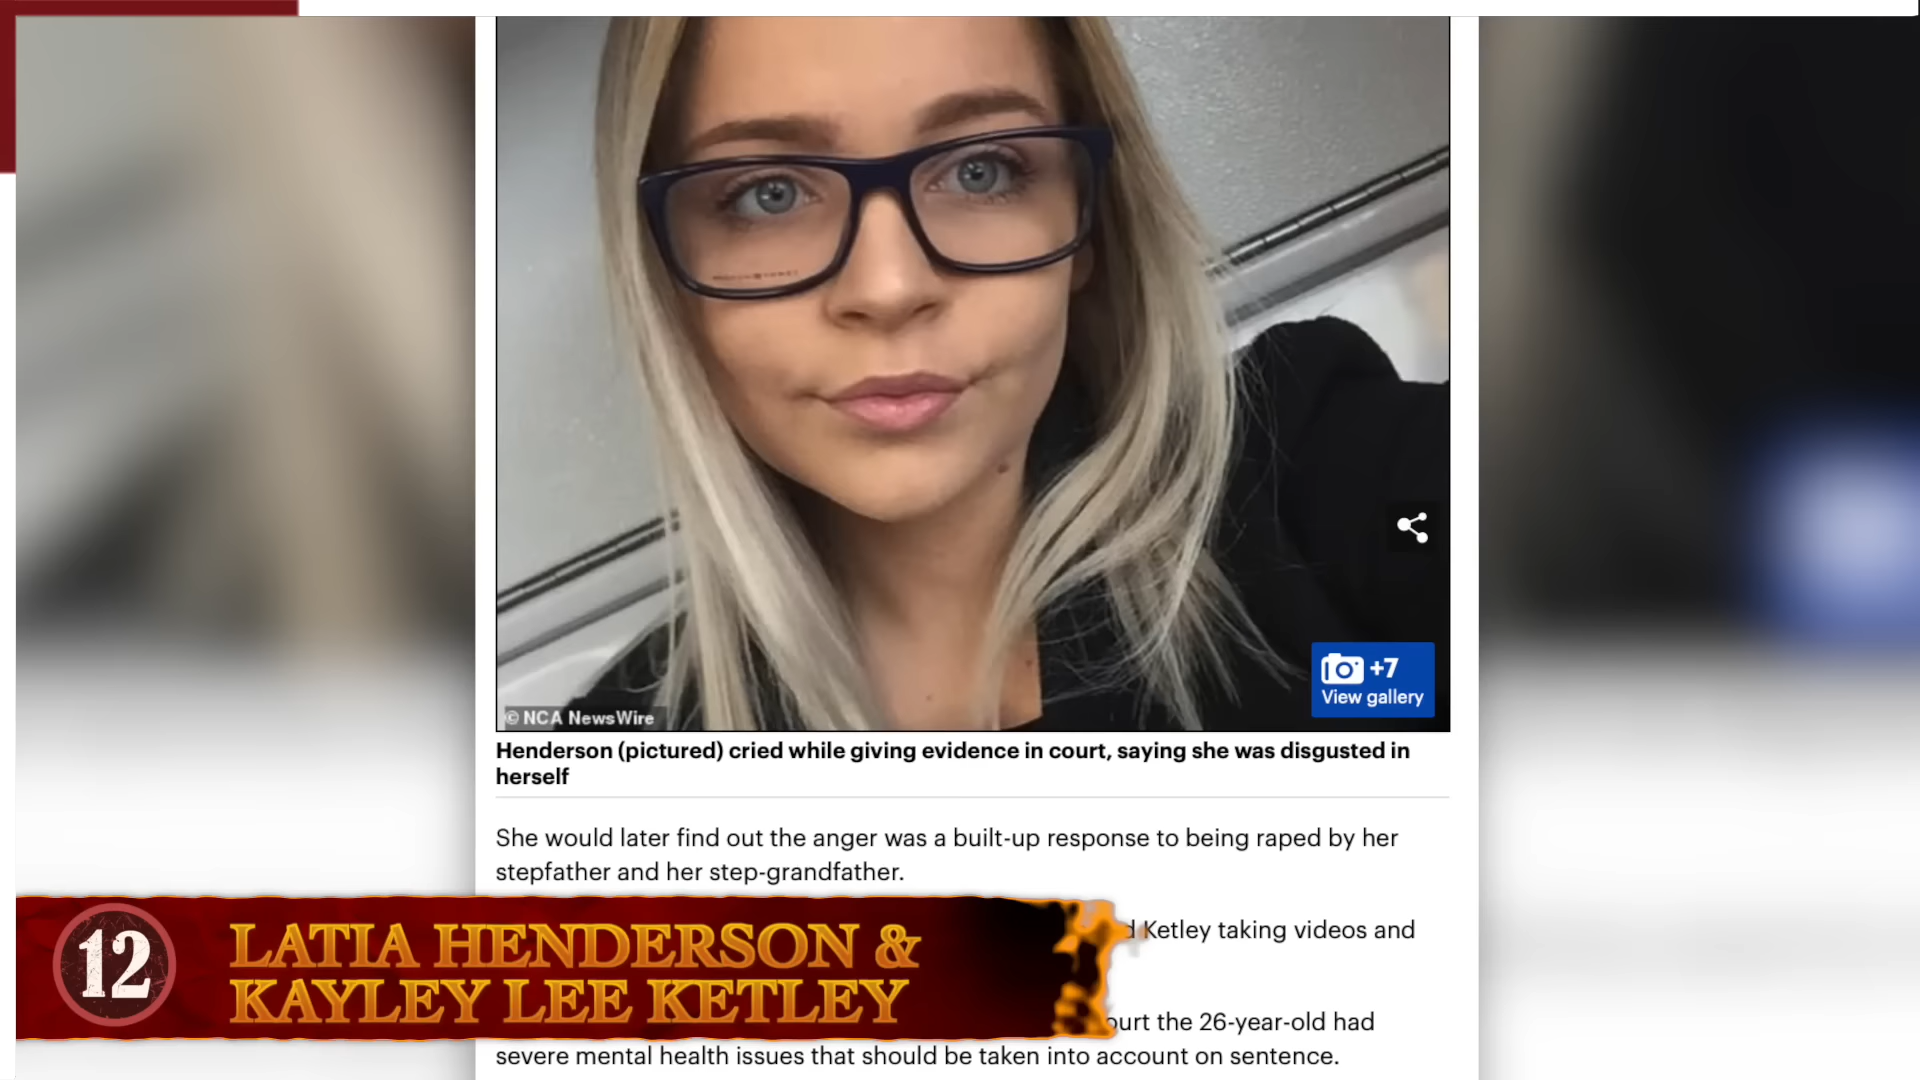 +7
View gallery
© NCA NewsWire
Henderson (pictured) cried while giving evidence in court, saying she was disgusted in
herself
She would later find out the anger was a built-up response to being raped by her
stepfather and her step-grandfather.
Ketley taking videos and
12
LATIA HENDERSON &
KAYLEY LEE KETLEY
the 26-year-old had
severe mental health issues that should be taken into account on sentence.